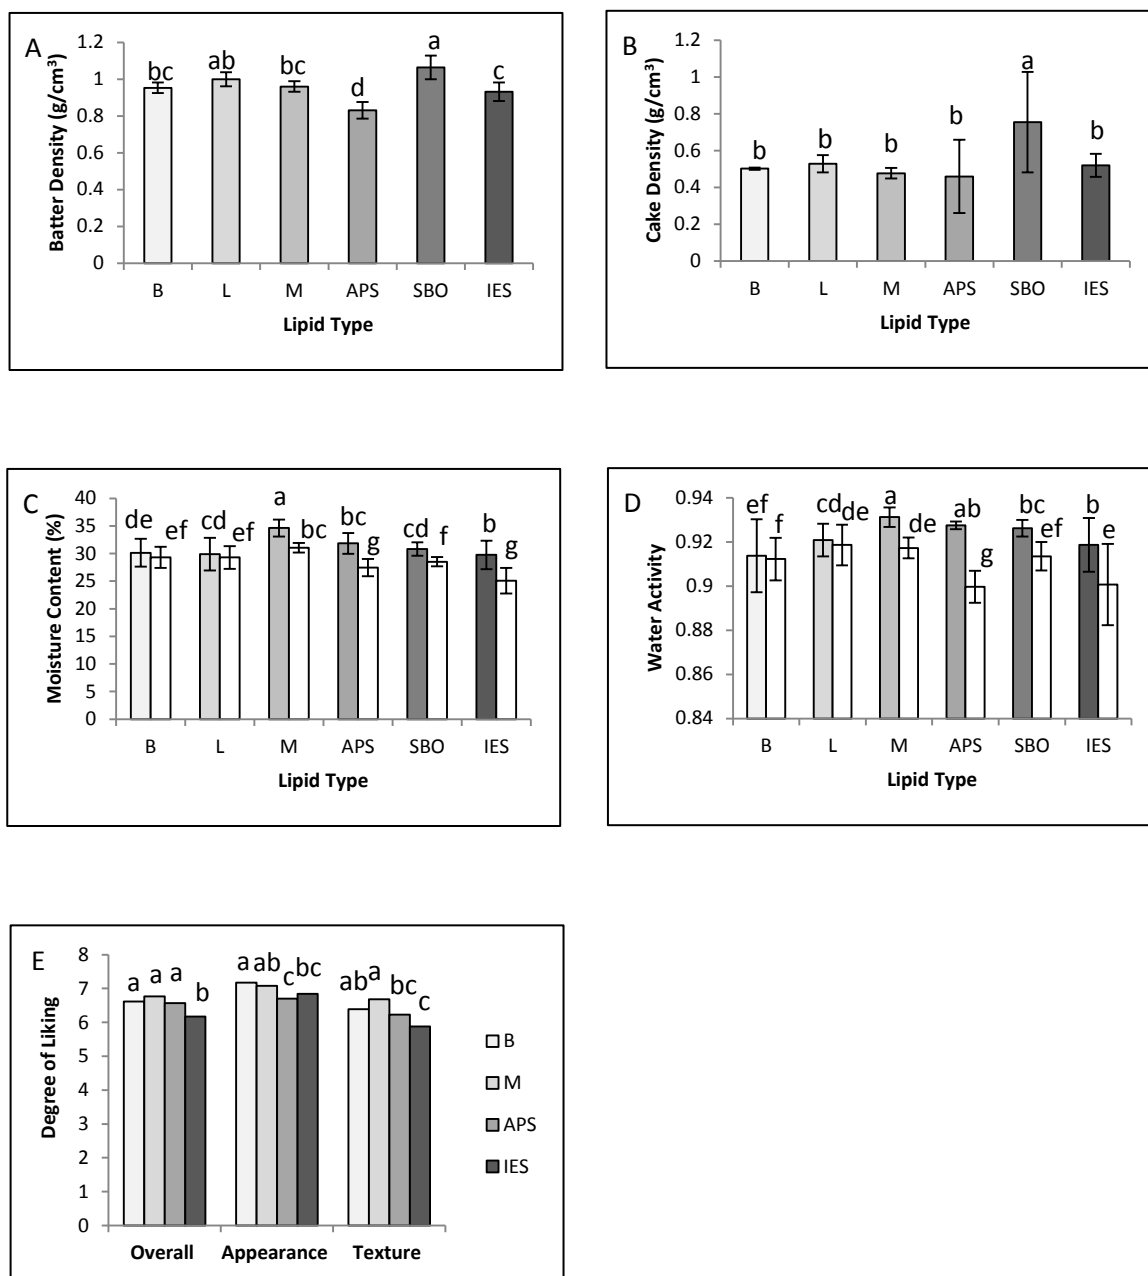 A
Batter Density (g/cm³)
1.2
1
0.8
0.6
0.4
0.2
0
bc
ab
bc
d
a
c
B L M APS SBO IES
Lipid Type
B
Cake Density (g/cm³)
1.2
1
0.8
0.6
0.4
0.2
0
b
b
b
b
a
b
B L M APS SBO IES
Lipid Type
C
Moisture Content (%)
40
35
30
25
20
15
10
5
0
de ef cd ef a bc bc g cd f b g
B L M APS SBO IES
Lipid Type
D
Water Activity
0.94
0.92
0.9
0.88
0.86
0.84
ef f cd de a de ab g bc ef b e
B L M APS SBO IES
Lipid Type
E
Degree of Liking
8
7
6
5
4
3
2
1
0
a a a b a ab c bc ab a bc c
Overall Appearance Texture
B
M
APS
IES